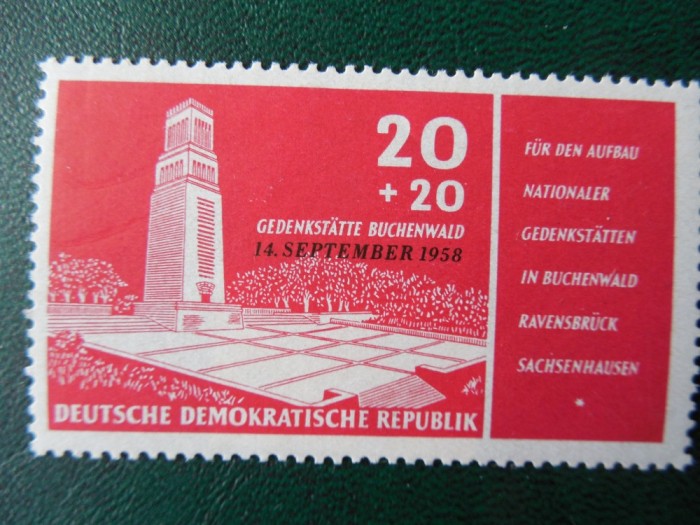 20
+ 20
GEDENKSTÄTTE BUCHENWALD
14. SEPTEMBER 1958
DEUTSCHE DEMOKRATISCHE REPUBLIK
FÜR DEN AUFBAU
NATIONALER
GEDENKSTÄTTEN
IN BUCHENWALD
RAVENSBRÜCK
SACHSENHAUSEN
*